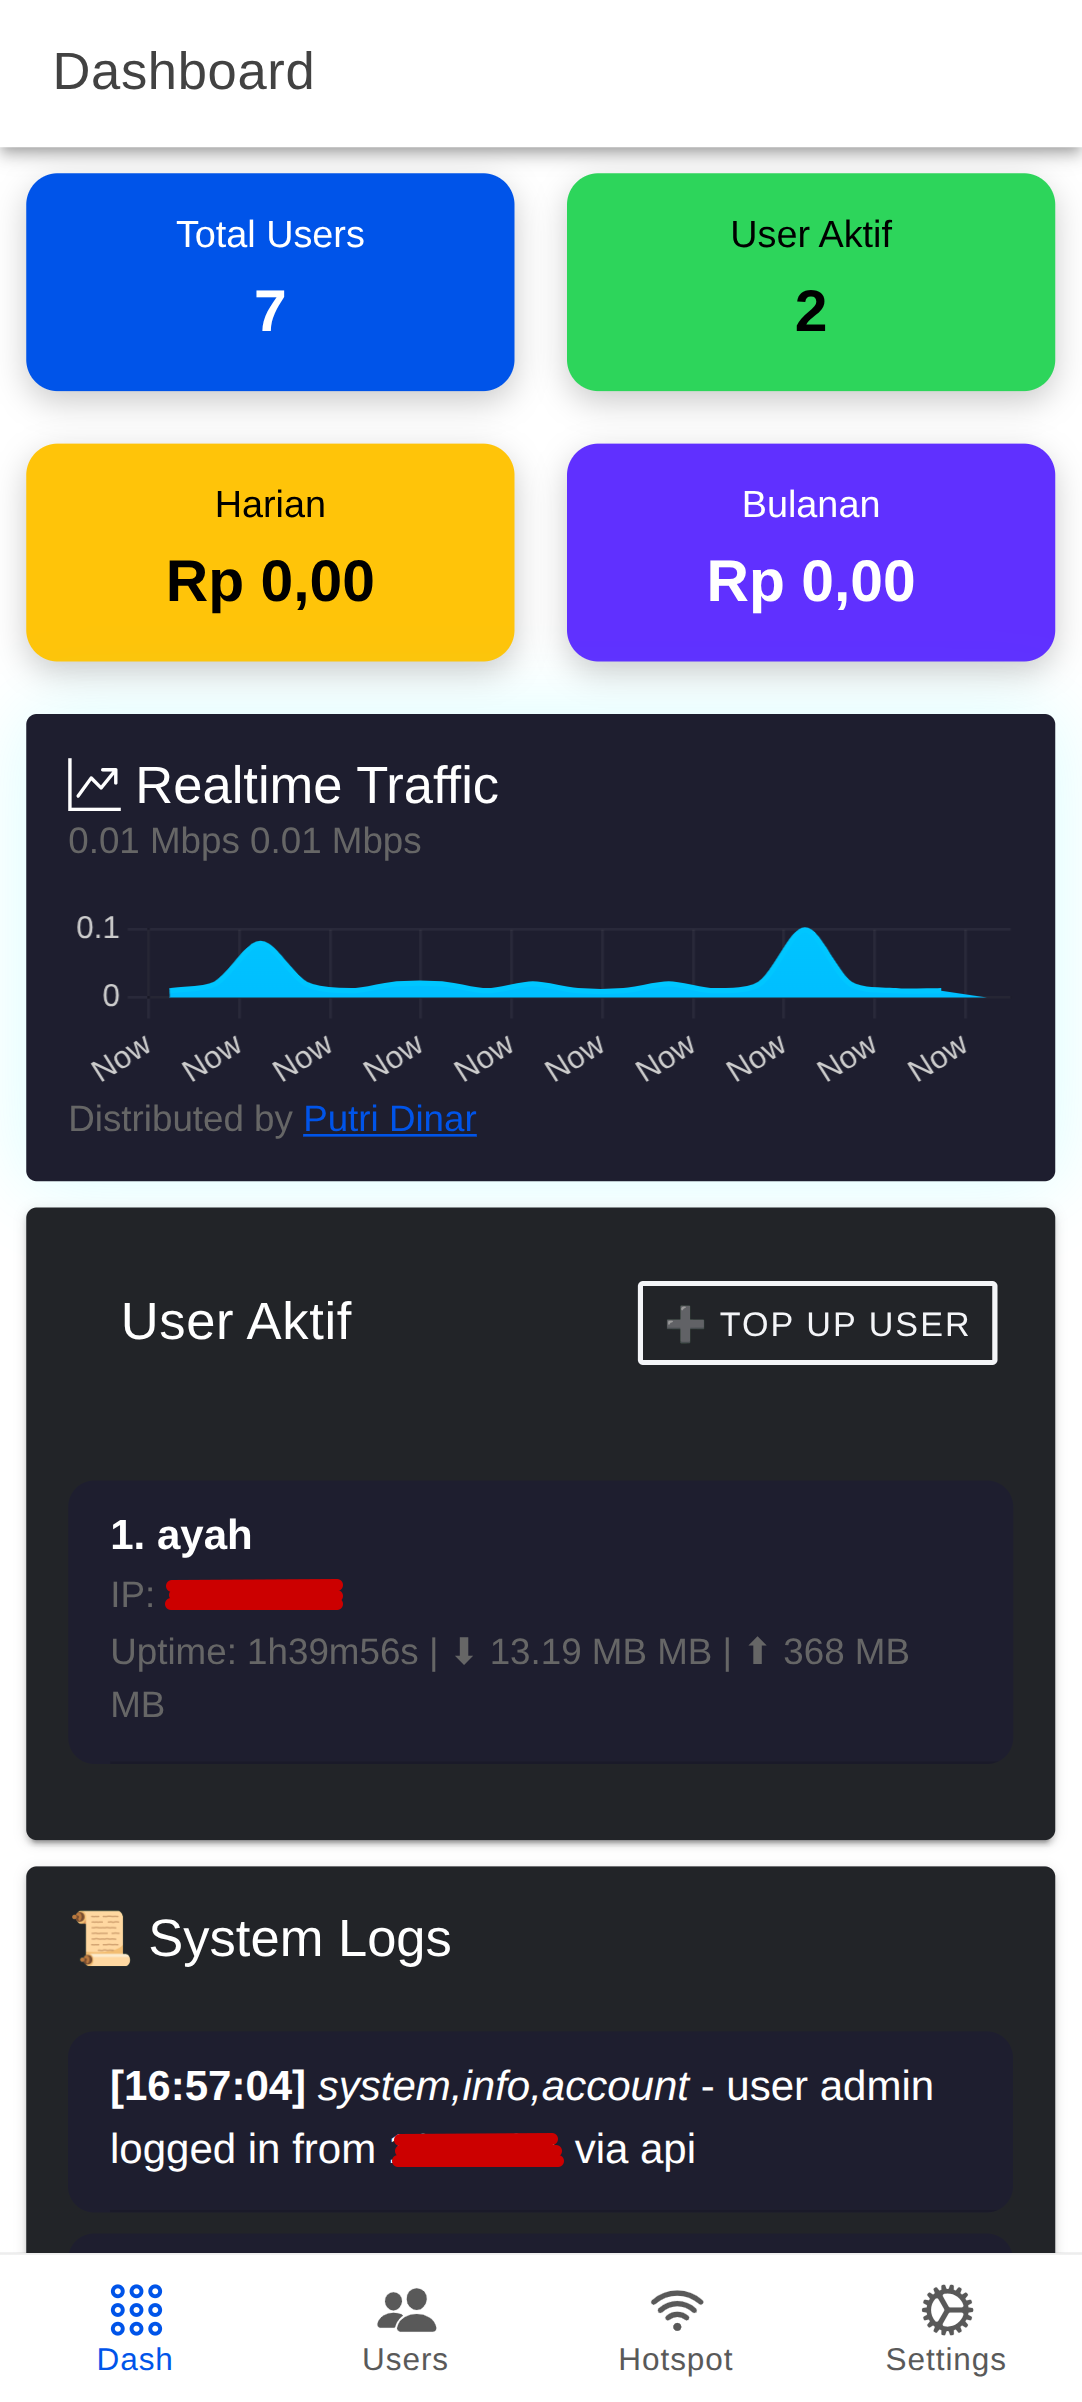 Dashboard
Total Users
7
User Aktif
2
Harian
Rp 0,00
Bulanan
Rp 0,00
Realtime Traffic
0.01 Mbps 0.01 Mbps
0.1
0
Now Now Now Now Now Now Now Now Now Now
Distributed by Putri Dinar
User Aktif
➕ TOP UP USER
1. ayah
IP:
Uptime: 1h39m56s | ⬇ 13.19 MB MB | ⬆ 368 MB
MB
📜 System Logs
[16:57:04] system,info,account - user admin
logged in from via api
Dash
Users
Hotspot
Settings